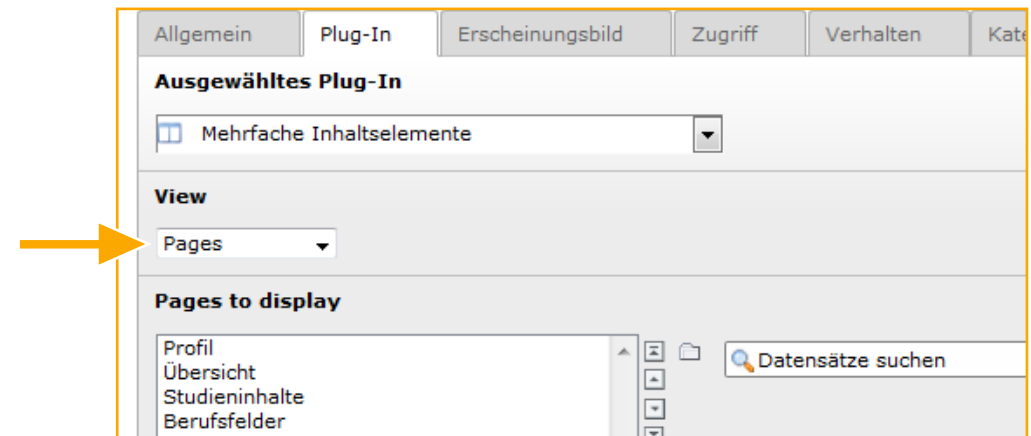 Allgemein Plug-In Erscheinungsbild Zugriff Verhalten
Ausgewähltes Plug-In
Mehrfache Inhaltselemente
View
Pages
Pages to display
Profil
Übersicht
Studieninhalte
Berufsfelder
Datensätze suchen